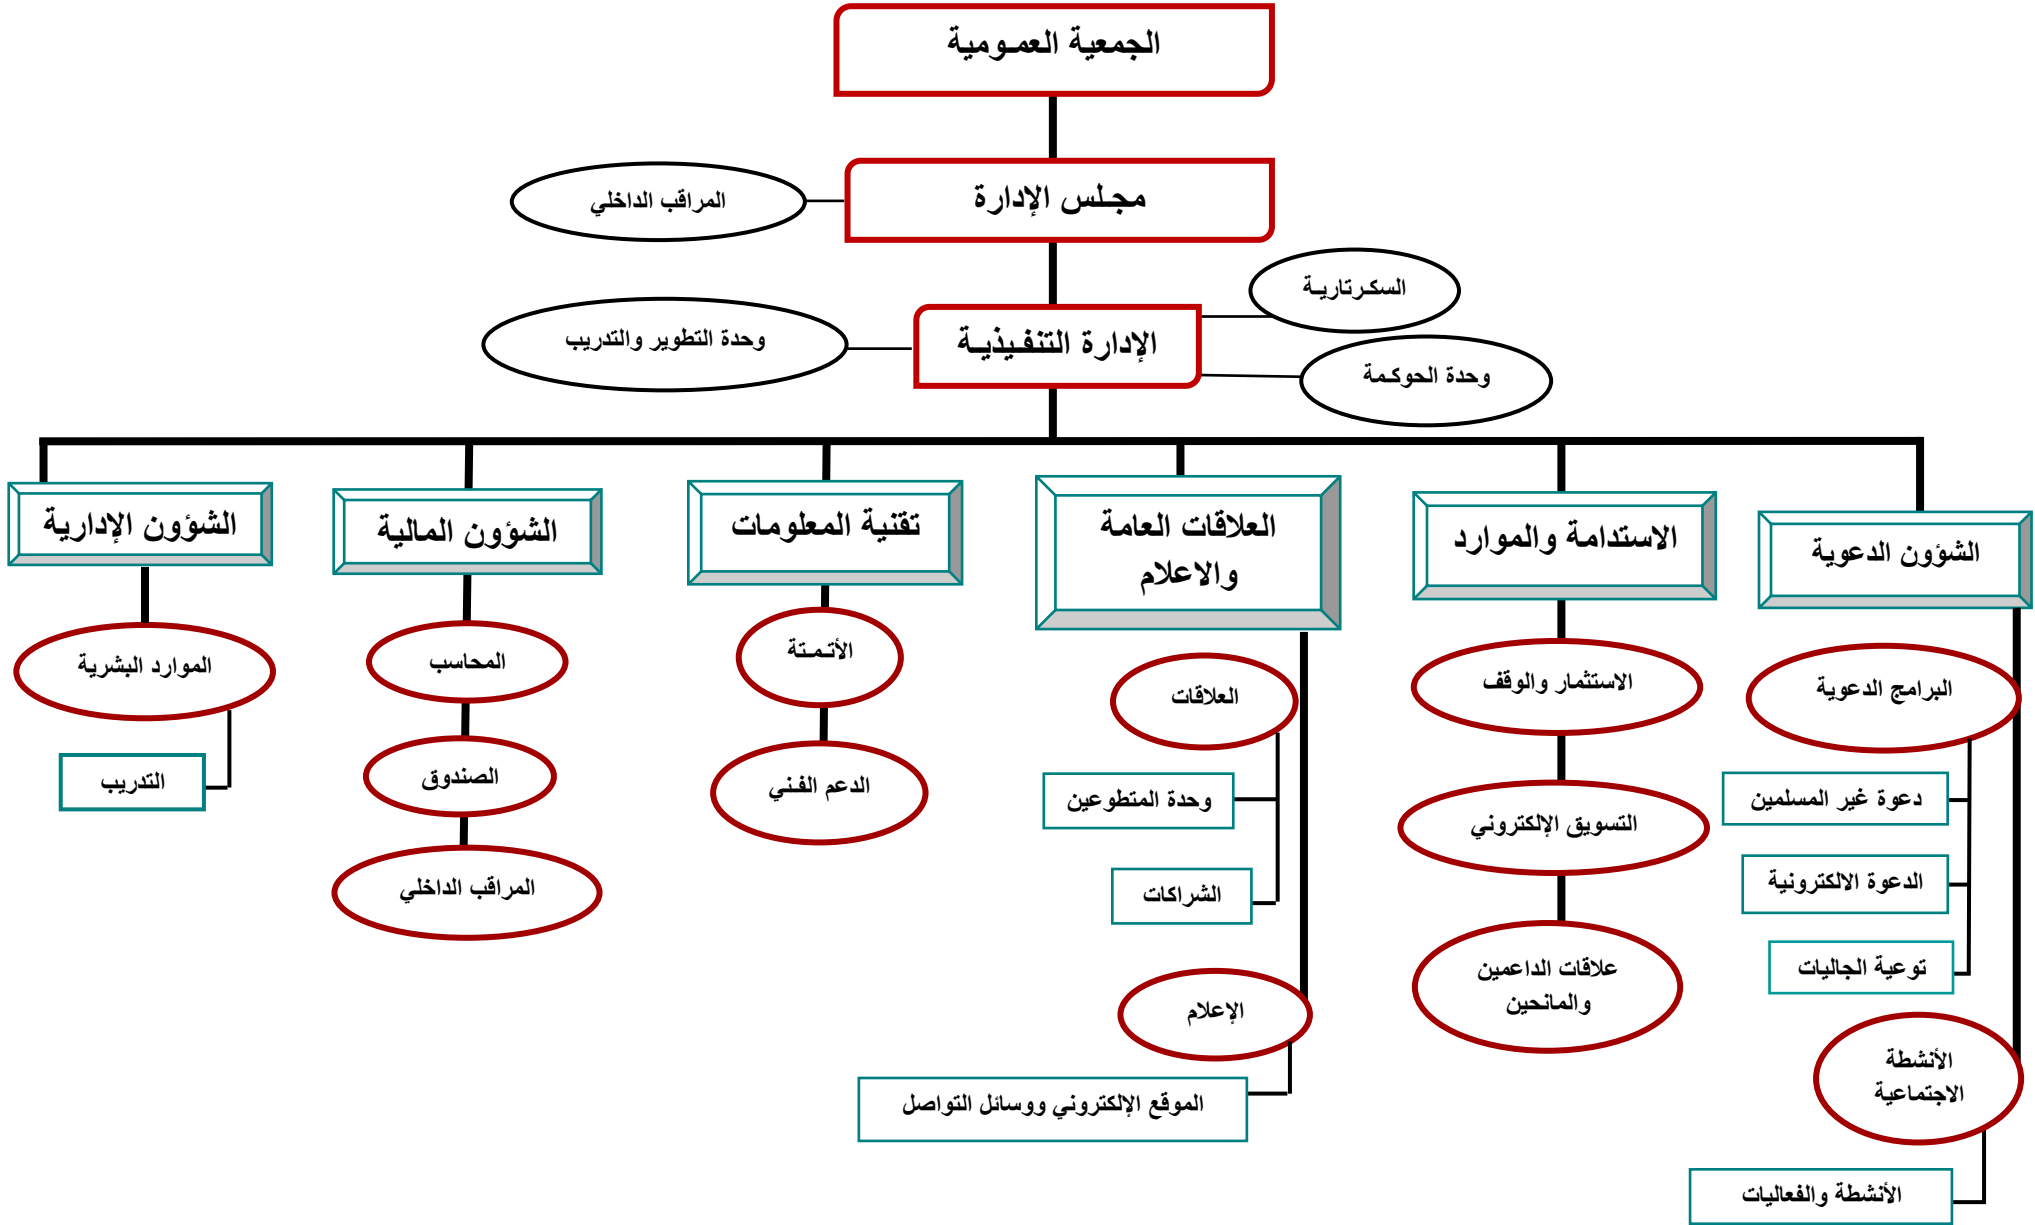 الجمعية العمومية
مجلس الإدارة
المراقب الداخلي
السكرتارية
الإدارة التنفيذية
وحدة التطوير والتدريب
وحدة الحوكمة
الشؤون الدعوية
الاستدامة والموارد
العلاقات العامة
والاعلام
تقنية المعلومات
الشؤون المالية
الشؤون الإدارية
البرامج الدعوية
دعوة غير المسلمين
الدعوة الالكترونية
توعية الجاليات
الأنشطة
الاجتماعية
الأنشطة والفعاليات
الاستثمار والوقف
التسويق الإلكتروني
علاقات الداعمين
والمانحين
العلاقات
وحدة المتطوعين
الشراكات
الإعلام
الموقع الإلكتروني ووسائل التواصل
الأتمتة
الدعم الفني
المحاسب
الصندوق
المراقب الداخلي
الموارد البشرية
التدريب